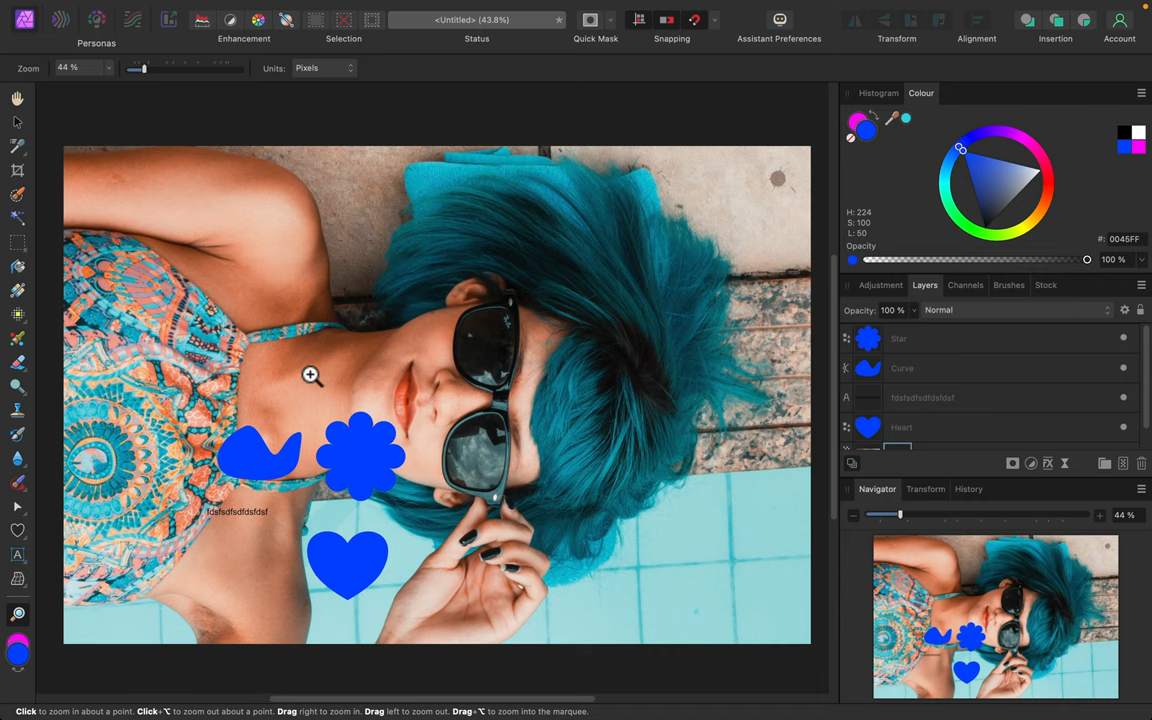 <Untitled> (43.8%)
Personas
Enhancement
Selection
Status
Quick Mask
Snapping
Assistant Preferences
Transform
Alignment
Insertion
Account
Zoom
44 %
Units:
Pixels
Histogram
Colour
H: 224
S: 100
L: 50
#:
0045FF
Opacity
100 %
Adjustment
Layers
Channels
Brushes
Stock
Opacity:
100 %
Normal
Star
Curve
A
fdsfsdfsdfdsfdsf
Heart
fdsfsdfsdfdsfdsf
A
Navigator
Transform
History
44 %
Click to zoom in about a point. Click+⌥ to zoom out about a point. Drag right to zoom in. Drag left to zoom out. Drag+⌥ to zoom into the marquee.